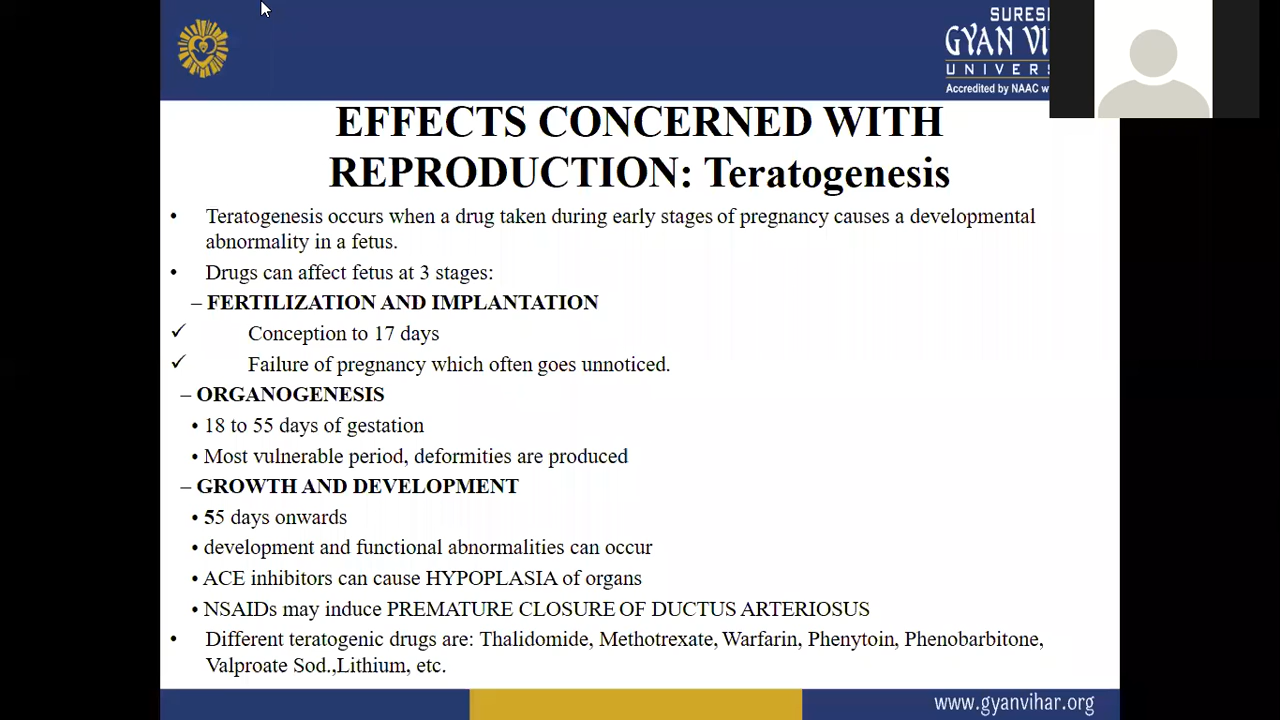 SURES
GYAN VI
UNIVERS
Accredited by NAAC w
EFFECTS CONCERNED WITH
REPRODUCTION: Teratogenesis
• Teratogenesis occurs when a drug taken during early stages of pregnancy causes a developmental
abnormality in a fetus.
• Drugs can affect fetus at 3 stages:
– FERTILIZATION AND IMPLANTATION
✓ Conception to 17 days
✓ Failure of pregnancy which often goes unnoticed.
– ORGANOGENESIS
• 18 to 55 days of gestation
• Most vulnerable period, deformities are produced
– GROWTH AND DEVELOPMENT
• 55 days onwards
• development and functional abnormalities can occur
• ACE inhibitors can cause HYPOPLASIA of organs
• NSAIDs may induce PREMATURE CLOSURE OF DUCTUS ARTERIOSUS
• Different teratogenic drugs are: Thalidomide, Methotrexate, Warfarin, Phenytoin, Phenobarbitone,
Valproate Sod.,Lithium, etc.
www.gyanvihar.org